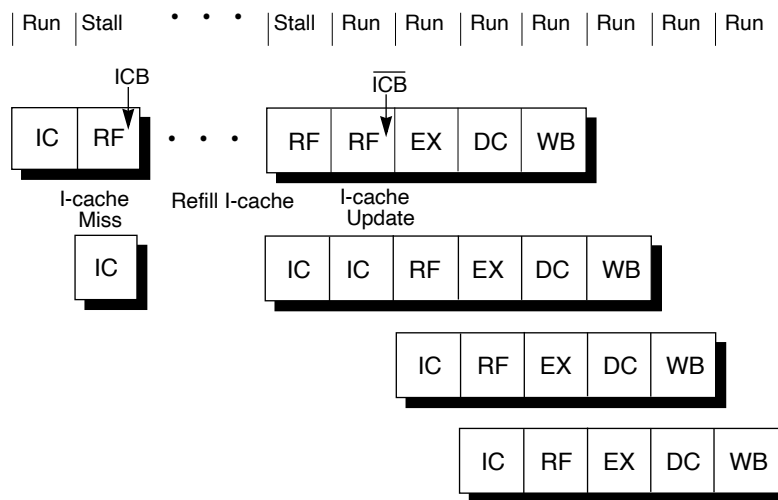 Run Stall • • • Stall Run Run Run Run Run Run Run
ICB ICB
IC RF • • • RF RF EX DC WB
I-cache Miss Refill I-cache I-cache Update
IC IC IC RF EX DC WB
IC RF EX DC WB
IC RF EX DC WB